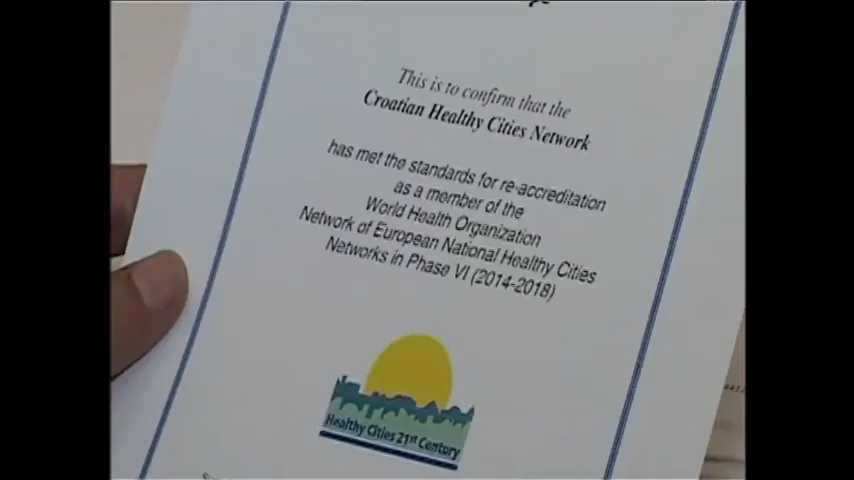 This is to confirm that the
Croatian Healthy Cities Network
has met the standards for re-accreditation
as a member of the
World Health Organization
Network of European National Healthy Cities
Networks in Phase VI (2014-2018)
Healthy Cities 21st Century